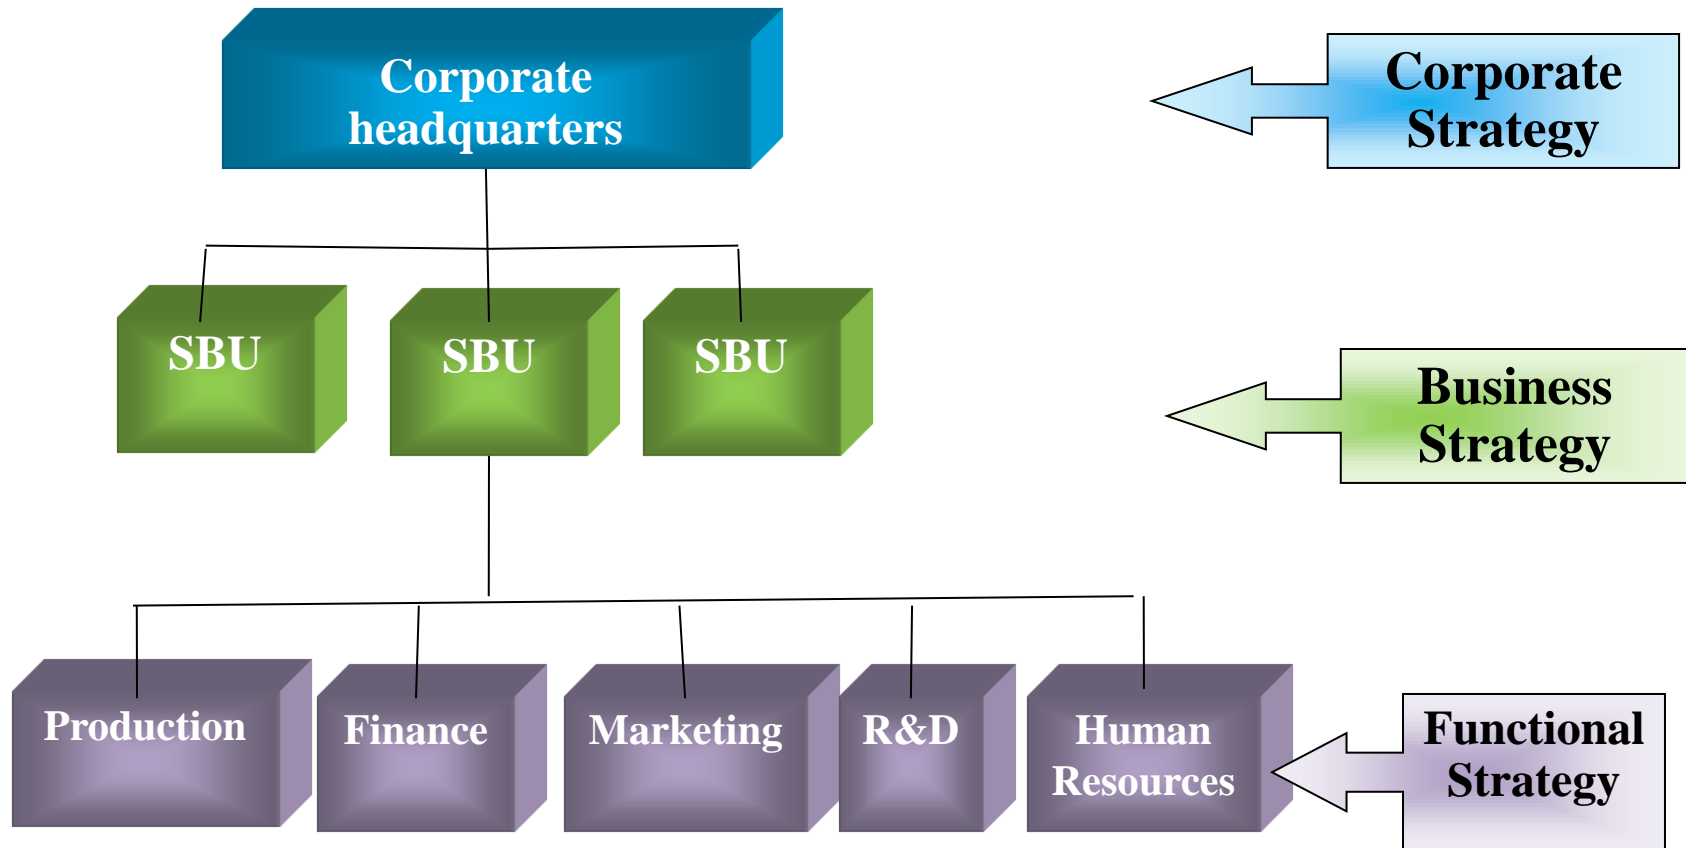 Corporate
headquarters
Corporate
Strategy
SBU
SBU
SBU
Business
Strategy
Production
Finance
Marketing
R&D
Human
Resources
Functional
Strategy